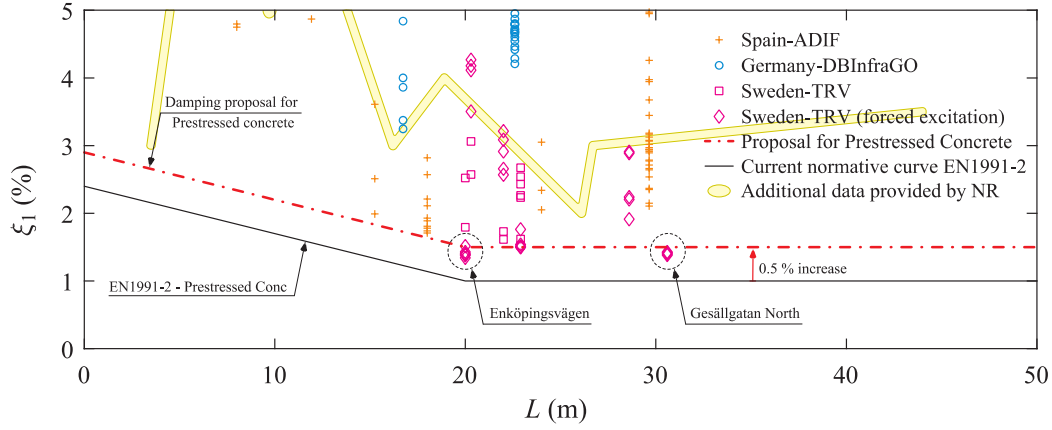 5
4
3
2
1
0
ξ1 (%)
0
10
20
30
40
50
L (m)
Damping proposal for
Prestressed concrete
EN1991-2 - Prestressed Conc
Enköpingsvägen
Gesällgatan North
0.5 % increase
Spain-ADIF
Germany-DBInfraGO
Sweden-TRV
Sweden-TRV (forced excitation)
Proposal for Prestressed Concrete
Current normative curve EN1991-2
Additional data provided by NR